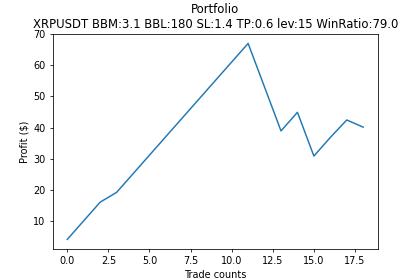 Portfolio
XRPUSDT BBM:3.1 BBL:180 SL:1.4 TP:0.6 lev:15 WinRatio:79.0
70
60
50
40
30
20
10
Profit ($)
0.0 2.5 5.0 7.5 10.0 12.5 15.0 17.5
Trade counts